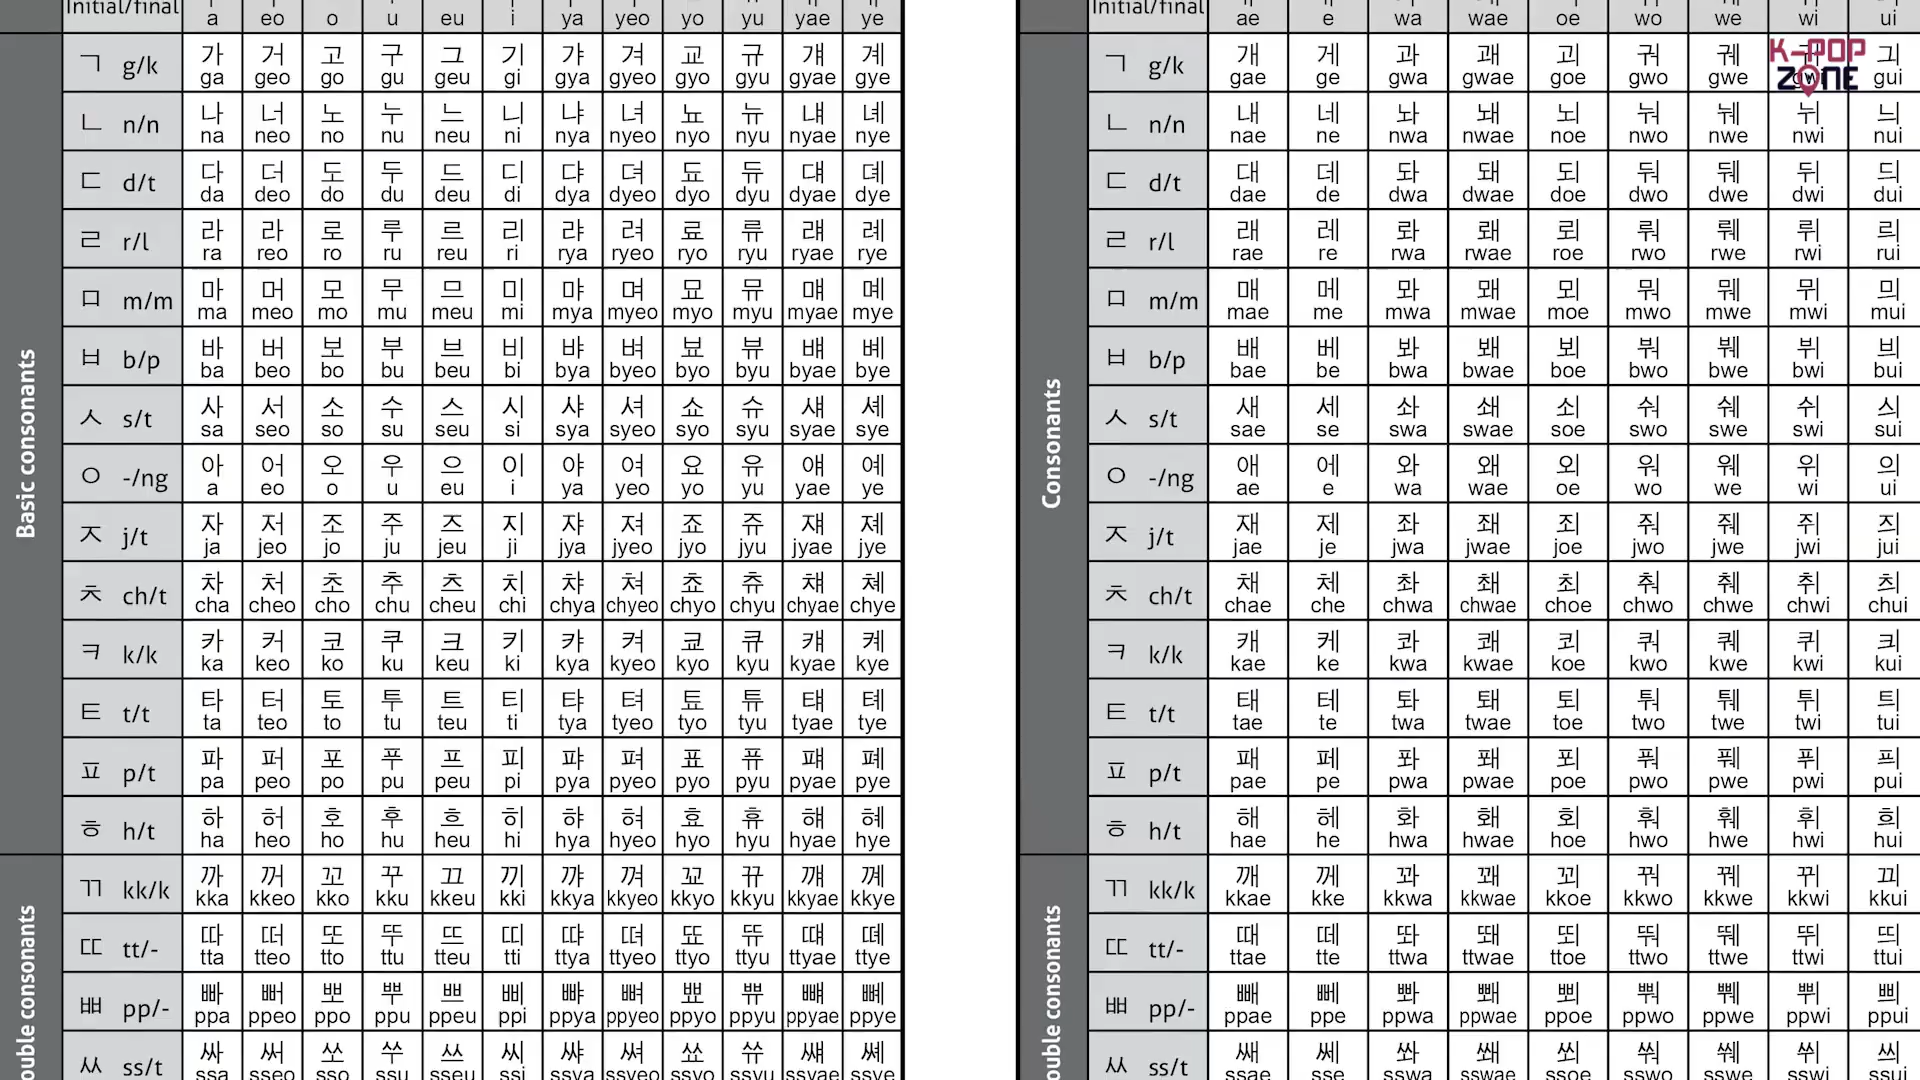 Initial/final a eo o u eu i ya yeo yo yu yae ye
Basic consonants
ㄱ g/k 가 거 고 구 그 기 갸 겨 교 규 걔 계
ga geo go gu geu gi gya gyeo gyo gyu gyae gye
ㄴ n/n 나 너 노 누 느 니 냐 녀 뇨 뉴 냬 녜
na neo no nu neu ni nya nyeo nyo nyu nyae nye
ㄷ d/t 다 더 도 두 드 디 댜 뎌 됴 듀 댸 뎨
da deo do du deu di dya dyeo dyo dyu dyae dye
ㄹ r/l 라 라 로 루 르 리 랴 려 료 류 럐 례
ra reo ro ru reu ri rya ryeo ryo ryu ryae rye
ㅁ m/m 마 머 모 무 므 미 먀 며 묘 뮤 먜 몌
ma meo mo mu meu mi mya myeo myo myu myae mye
ㅂ b/p 바 버 보 부 브 비 뱌 벼 뵤 뷰 뱨 볘
ba beo bo bu beu bi bya byeo byo byu byae bye
ㅅ s/t 사 서 소 수 스 시 샤 셔 쇼 슈 섀 셰
sa seo so su seu si sya syeo syo syu syae sye
ㅇ -/ng 아 어 오 우 으 이 야 여 요 유 얘 예
a eo o u eu i ya yeo yo yu yae ye
ㅈ j/t 자 저 조 주 즈 지 쟈 져 죠 쥬 쟤 졔
ja jeo jo ju jeu ji jya jyeo jyo jyu jyae jye
ㅊ ch/t 차 처 초 추 츠 치 챠 쳐 쵸 츄 챼 쳬
cha cheo cho chu cheu chi chya chyeo chyo chyu chyae chye
ㅋ k/k 카 커 코 쿠 크 키 캬 켜 쿄 큐 컈 켸
ka keo ko ku keu ki kya kyeo kyo kyu kyae kye
ㅌ t/t 타 터 토 투 트 티 탸 텨 툐 튜 턔 톄
ta teo to tu teu ti tya tyeo tyo tyu tyae tye
ㅍ p/t 파 퍼 포 푸 프 피 퍄 펴 표 퓨 퍠 폐
pa peo po pu peu pi pya pyeo pyo pyu pyae pye
ㅎ h/t 하 허 호 후 흐 히 햐 혀 효 휴 햬 혜
ha heo ho hu heu hi hya hyeo hyo hyu hyae hye
ouble consonants
ㄲ kk/k 까 꺼 꼬 꾸 끄 끼 꺄 껴 꾜 뀨 꺠 꼐
kka kkeo kko kku kkeu kki kkya kkyeo kkyo kkyu kkyae kkye
ㄸ tt/- 따 떠 또 뚜 뜨 띠 땨 뗘 뚀 뜌 떄 뗴
tta tteo tto ttu tteu tti ttya ttyeo ttyo ttyu ttyae ttye
ㅃ pp/- 빠 뻐 뽀 뿌 쁘 삐 뺘 뼈 뾰 쀼 뺴 뼤
ppa ppeo ppo ppu ppeu ppi ppya ppyeo ppyo ppyu ppyae ppye
ㅆ ss/t 싸 써 쏘 쑤 쓰 씨 쌰 쎠 쑈 쓔 썌 쎼
ssa sseo sso ssu sseu ssi ssya ssyeo ssyo ssyu ssyae ssye
Initial/final ae e wa wae oe wo we wi ui
K-POP
ZONE
Consonants
ㄱ g/k 개 게 과 괘 괴 궈 궤 귀 긔
gae ge gwa gwae goe gwo gwe gwi gui
ㄴ n/n 내 네 놔 놰 뇌 눠 눼 뉘 늬
nae ne nwa nwae noe nwo nwe nwi nui
ㄷ d/t 대 데 돠 돼 되 둬 뒈 뒤 듸
dae de dwa dwae doe dwo dwe dwi dui
ㄹ r/l 래 레 롸 뢔 뢰 뤄 뤠 뤼 릐
rae re rwa rwae roe rwo rwe rwi rui
ㅁ m/m 매 메 뫄 뫠 뫼 뭐 뭬 뮈 믜
mae me mwa mwae moe mwo mwe mwi mui
ㅂ b/p 배 베 봐 봬 뵈 붜 붸 뷔 븨
bae be bwa bwae boe bwo bwe bwi bui
ㅅ s/t 새 세 솨 쇄 쇠 숴 쉐 쉬 싀
sae se swa swae soe swo swe swi sui
ㅇ -/ng 애 에 와 왜 외 워 웨 위 의
ae e wa wae oe wo we wi ui
ㅈ j/t 재 제 좌 좨 죄 줘 줴 쥐 즤
jae je jwa jwae joe jwo jwe jwi jui
ㅊ ch/t 채 체 촤 쵀 최 춰 췌 취 츼
chae che chwa chwae choe chwo chwe chwi chui
ㅋ k/k 캐 케 콰 쾌 쾨 쿼 퀘 퀴 킈
kae ke kwa kwae koe kwo kwe kwi kui
ㅌ t/t 태 테 톼 퇘 퇴 퉈 퉤 튀 틔
tae te twa twae toe two twe twi tui
ㅍ p/t 패 페 퐈 퐤 푀 풔 풰 퓌 픠
pae pe pwa pwae poe pwo pwe pwi pui
ㅎ h/t 해 헤 화 홰 회 훠 훼 휘 희
hae he hwa hwae hoe hwo hwe hwi hui
ouble consonants
ㄲ kk/k 깨 께 꽈 꽤 꾀 꿔 꿰 뀌 끠
kkae kke kkwa kkwae kkoe kkwo kkwe kkwi kkui
ㄸ tt/- 때 떼 똬 뙈 뙤 뚸 뛔 뛰 띄
ttae tte ttwa ttwae ttoe ttwo ttwe ttwi ttui
ㅃ pp/- 빼 뻬 뽜 뽸 뾔 뿨 쀄 쀠 쁴
ppae ppe ppwa ppwae ppoe ppwo ppwe ppwi ppui
ㅆ ss/t 쌔 쎄 쏴 쐐 쐬 쒀 쒜 쒸 씌
ssae sse sswa sswae ssoe sswo sswe sswi ssui